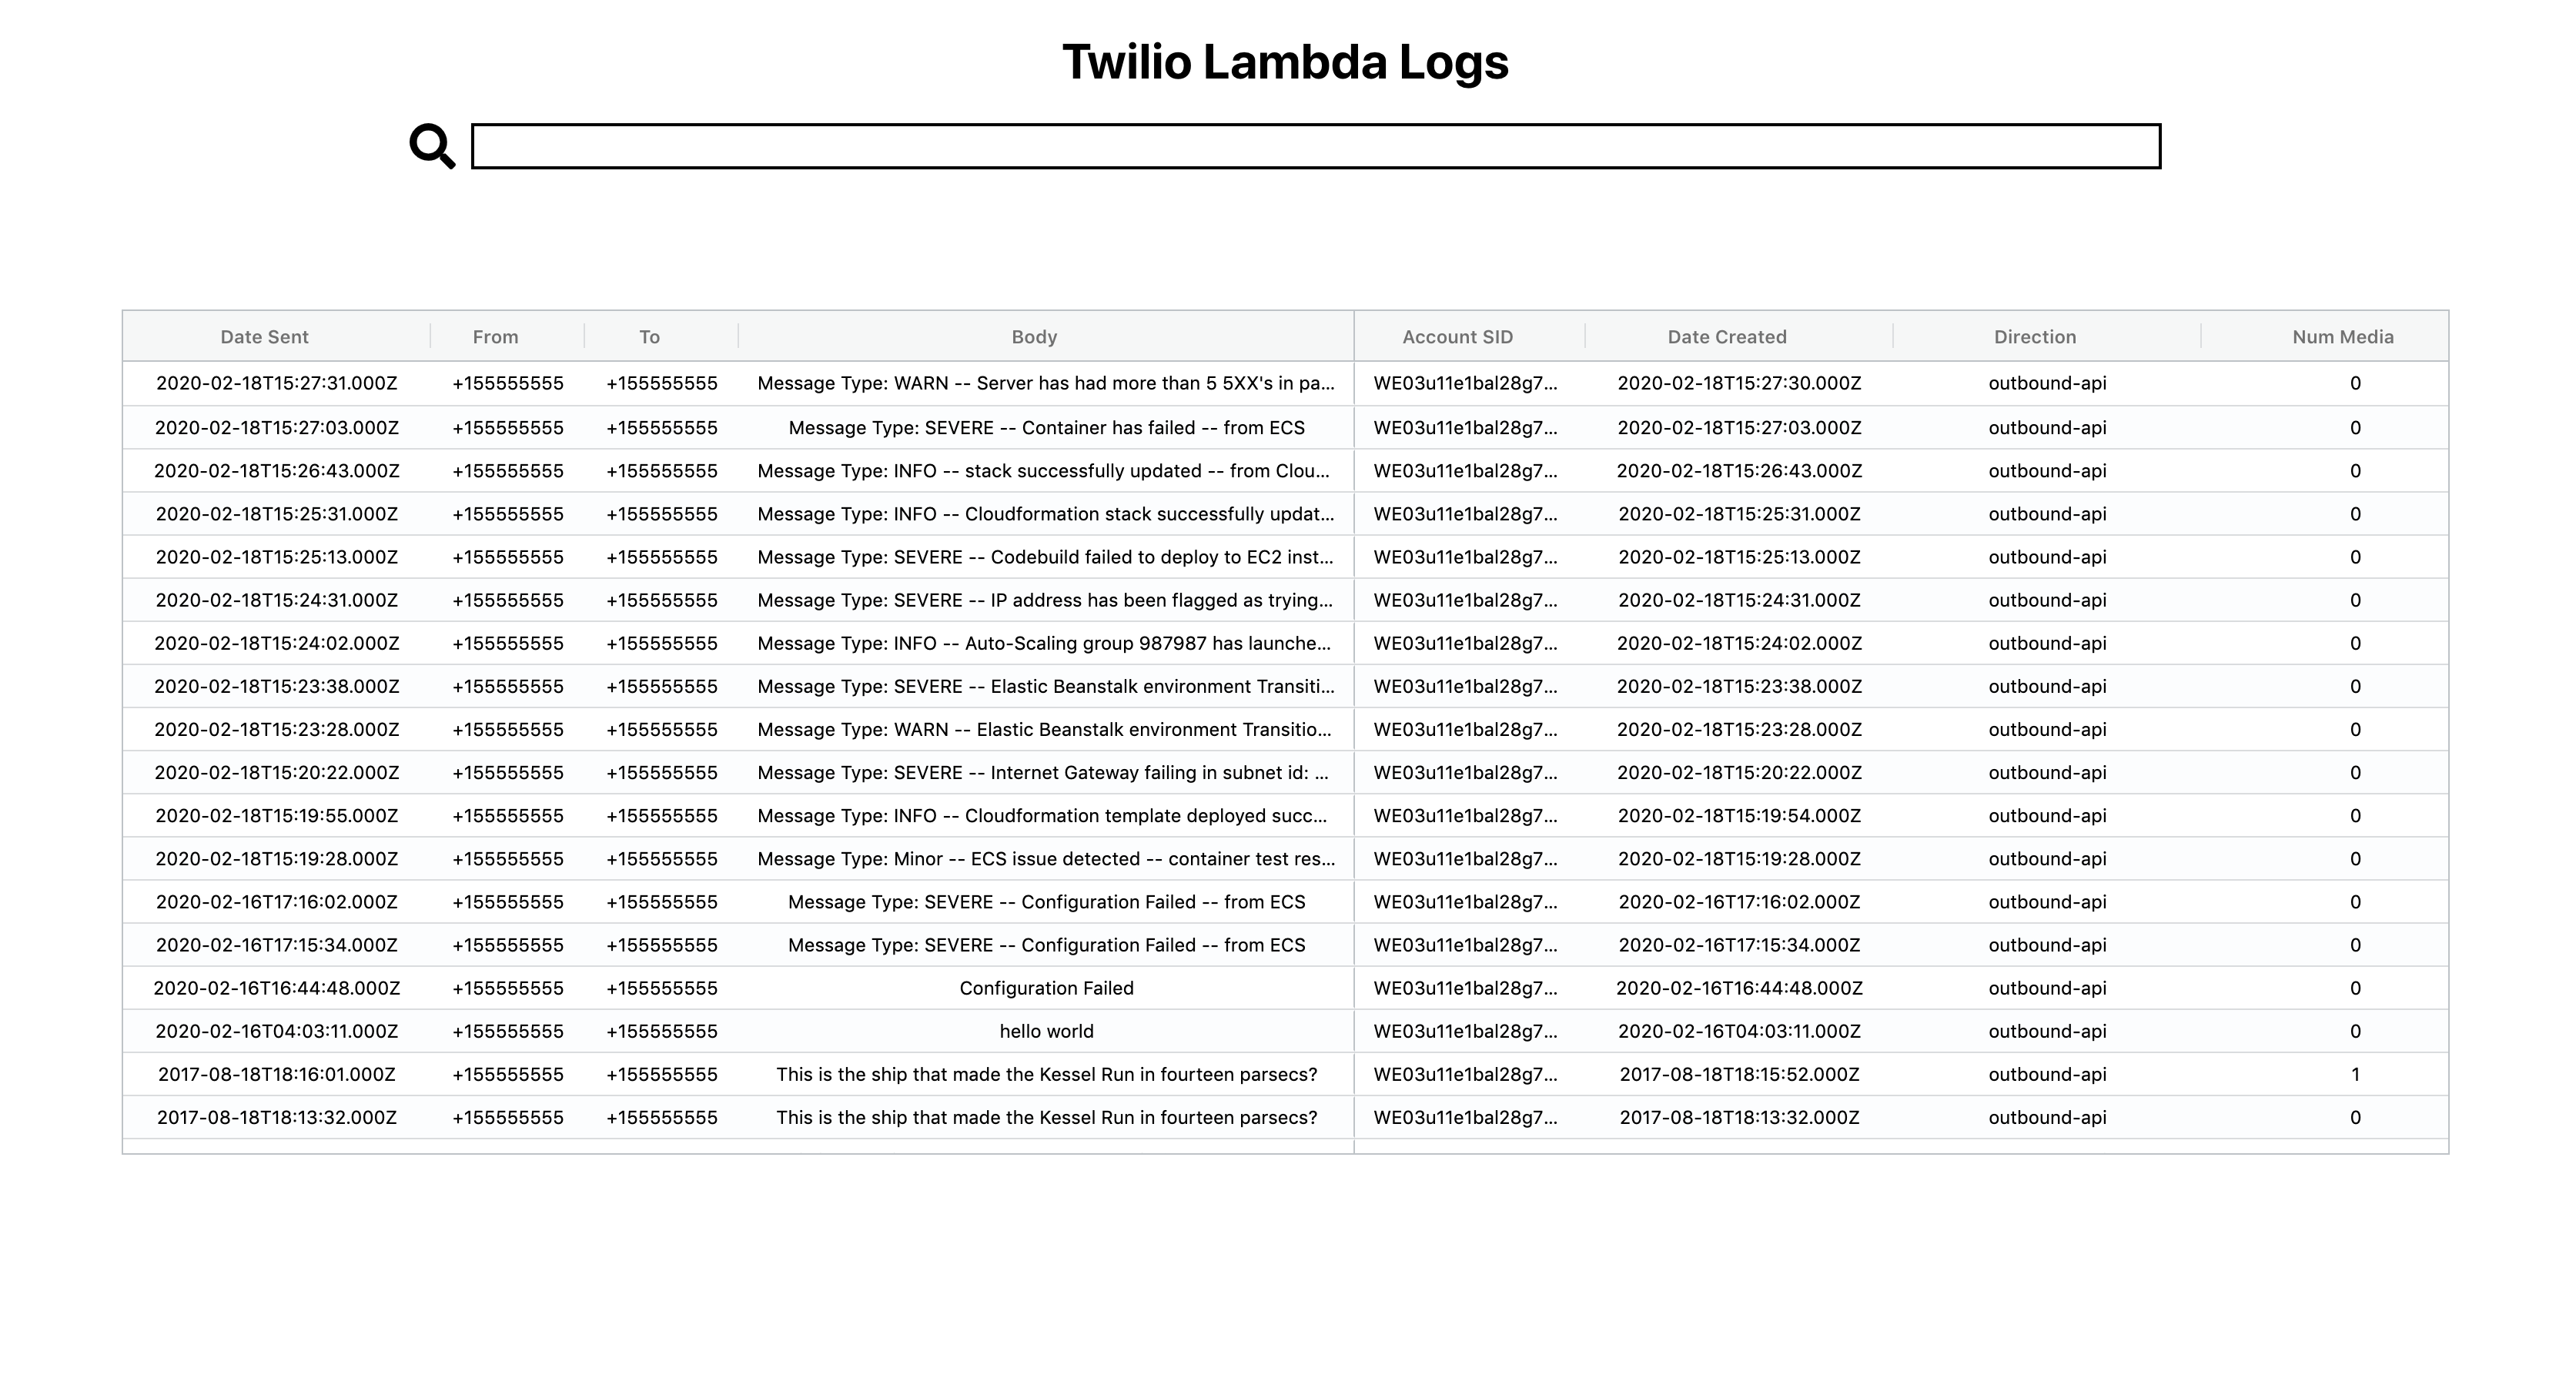 Twilio Lambda Logs
Date Sent From To Body Account SID Date Created Direction Num Media
2020-02-18T15:27:31.000Z +155555555 +155555555 Message Type: WARN -- Server has had more than 5 5XX's in pa... WE03u11e1bal28g7... 2020-02-18T15:27:30.000Z outbound-api 0
2020-02-18T15:27:03.000Z +155555555 +155555555 Message Type: SEVERE -- Container has failed -- from ECS WE03u11e1bal28g7... 2020-02-18T15:27:03.000Z outbound-api 0
2020-02-18T15:26:43.000Z +155555555 +155555555 Message Type: INFO -- stack successfully updated -- from Clou... WE03u11e1bal28g7... 2020-02-18T15:26:43.000Z outbound-api 0
2020-02-18T15:25:31.000Z +155555555 +155555555 Message Type: INFO -- Cloudformation stack successfully updat... WE03u11e1bal28g7... 2020-02-18T15:25:31.000Z outbound-api 0
2020-02-18T15:25:13.000Z +155555555 +155555555 Message Type: SEVERE -- Codebuild failed to deploy to EC2 inst... WE03u11e1bal28g7... 2020-02-18T15:25:13.000Z outbound-api 0
2020-02-18T15:24:31.000Z +155555555 +155555555 Message Type: SEVERE -- IP address has been flagged as trying... WE03u11e1bal28g7... 2020-02-18T15:24:31.000Z outbound-api 0
2020-02-18T15:24:02.000Z +155555555 +155555555 Message Type: INFO -- Auto-Scaling group 987987 has launche... WE03u11e1bal28g7... 2020-02-18T15:24:02.000Z outbound-api 0
2020-02-18T15:23:38.000Z +155555555 +155555555 Message Type: SEVERE -- Elastic Beanstalk environment Transiti... WE03u11e1bal28g7... 2020-02-18T15:23:38.000Z outbound-api 0
2020-02-18T15:23:28.000Z +155555555 +155555555 Message Type: WARN -- Elastic Beanstalk environment Transitio... WE03u11e1bal28g7... 2020-02-18T15:23:28.000Z outbound-api 0
2020-02-18T15:20:22.000Z +155555555 +155555555 Message Type: SEVERE -- Internet Gateway failing in subnet id: ... WE03u11e1bal28g7... 2020-02-18T15:20:22.000Z outbound-api 0
2020-02-18T15:19:55.000Z +155555555 +155555555 Message Type: INFO -- Cloudformation template deployed succ... WE03u11e1bal28g7... 2020-02-18T15:19:54.000Z outbound-api 0
2020-02-18T15:19:28.000Z +155555555 +155555555 Message Type: Minor -- ECS issue detected -- container test res... WE03u11e1bal28g7... 2020-02-18T15:19:28.000Z outbound-api 0
2020-02-16T17:16:02.000Z +155555555 +155555555 Message Type: SEVERE -- Configuration Failed -- from ECS WE03u11e1bal28g7... 2020-02-16T17:16:02.000Z outbound-api 0
2020-02-16T17:15:34.000Z +155555555 +155555555 Message Type: SEVERE -- Configuration Failed -- from ECS WE03u11e1bal28g7... 2020-02-16T17:15:34.000Z outbound-api 0
2020-02-16T16:44:48.000Z +155555555 +155555555 Configuration Failed WE03u11e1bal28g7... 2020-02-16T16:44:48.000Z outbound-api 0
2020-02-16T04:03:11.000Z +155555555 +155555555 hello world WE03u11e1bal28g7... 2020-02-16T04:03:11.000Z outbound-api 0
2017-08-18T18:16:01.000Z +155555555 +155555555 This is the ship that made the Kessel Run in fourteen parsecs? WE03u11e1bal28g7... 2017-08-18T18:15:52.000Z outbound-api 1
2017-08-18T18:13:32.000Z +155555555 +155555555 This is the ship that made the Kessel Run in fourteen parsecs? WE03u11e1bal28g7... 2017-08-18T18:13:32.000Z outbound-api 0